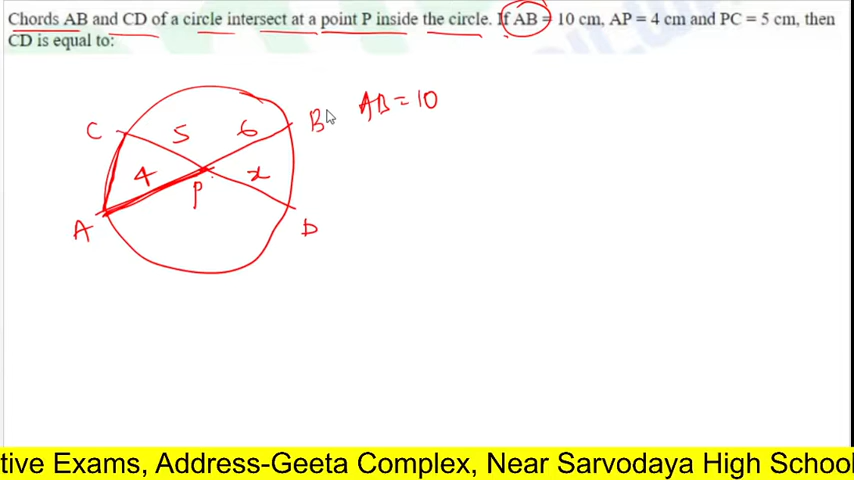 Chords AB and CD of a circle intersect at a point P inside the circle. If AB = 10 cm, AP = 4 cm and PC = 5 cm, then
CD is equal to:
AB = 10
C 5 6 B
4 P x
A D
tive Exams, Address-Geeta Complex, Near Sarvodaya High School